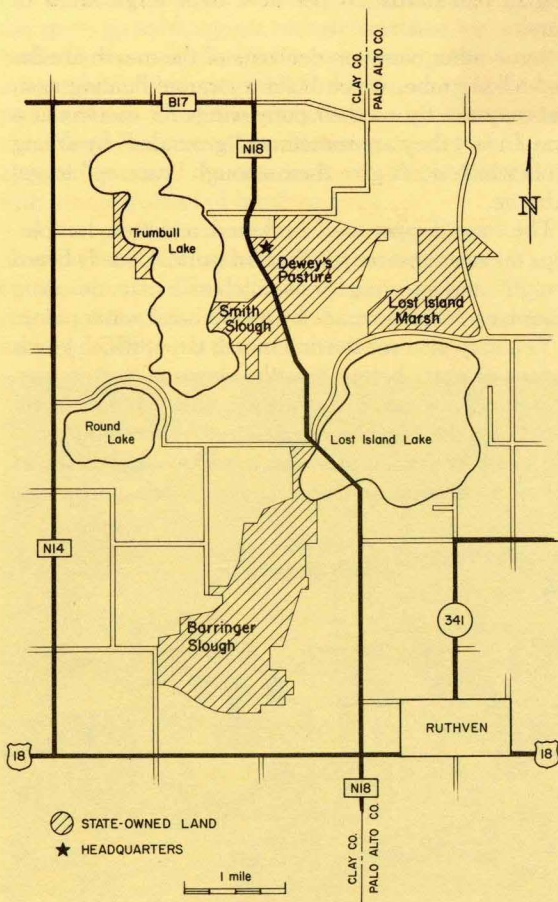 CLAY CO.
PALO ALTO CO.
B17
N18
N
Trumbull
Lake
Dewey's
Pasture
Smith
Slough
Lost Island
Marsh
Round
Lake
Lost Island Lake
N14
Barringer
Slough
341
RUTHVEN
18
18
N18
STATE-OWNED LAND
HEADQUARTERS
CLAY CO.
PALO ALTO CO.
1 mile